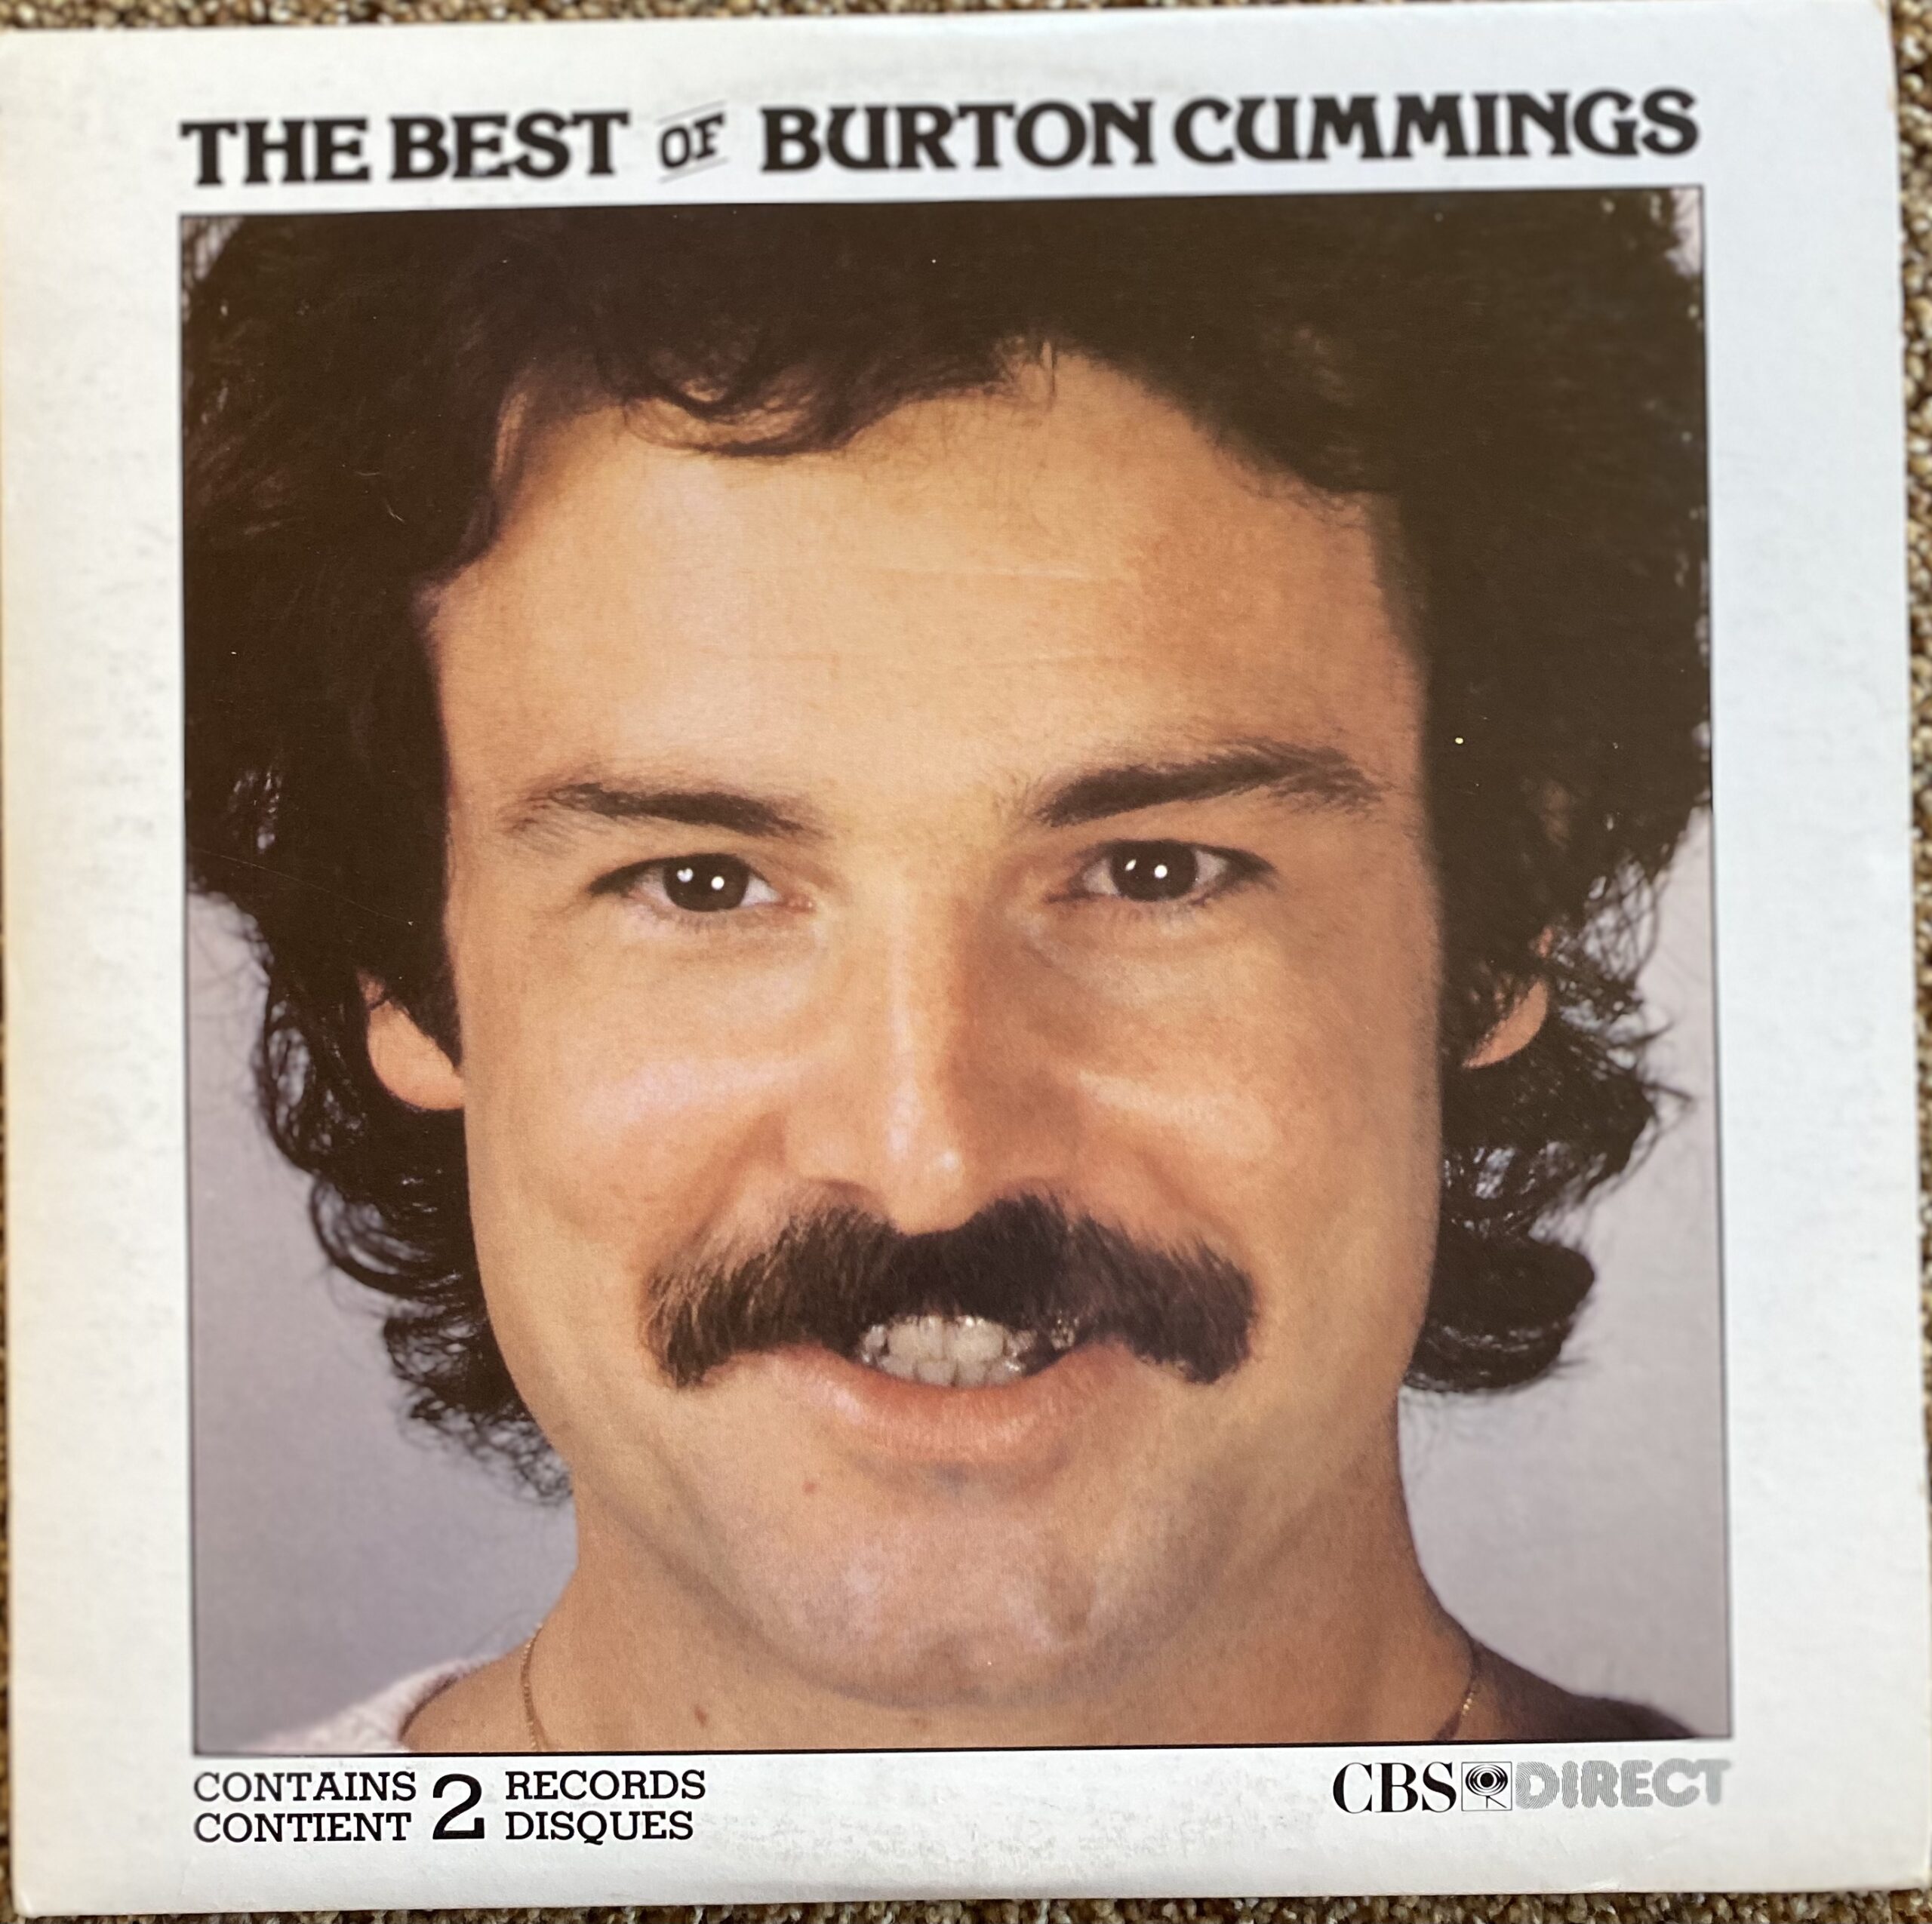 THE BEST OF BURTON CUMMINGS
CONTAINS 2 RECORDS
CONTIENT DISQUES
CBS DIRECT